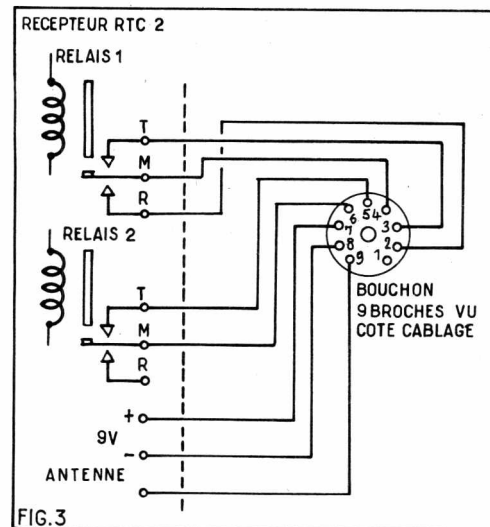 RECEPTEUR RTC 2
RELAIS 1
T
M
R
RELAIS 2
T
M
R
+
9V
-
ANTENNE
6 5 4
7 3
8 2
9 1
BOUCHON
9 BROCHES VU
COTE CABLAGE
FIG.3